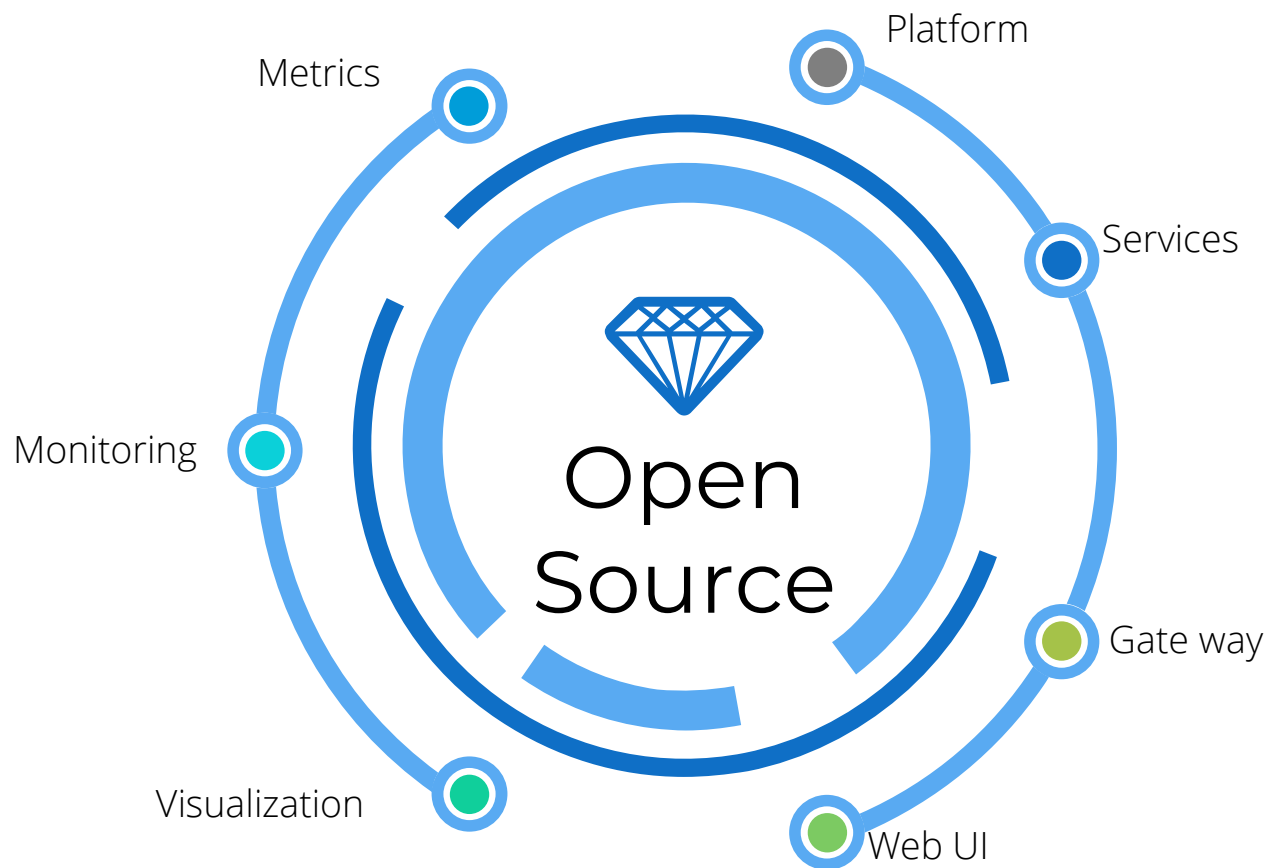 Platform
Metrics
Services
Open
Source
Monitoring
Gate way
Visualization
Web UI